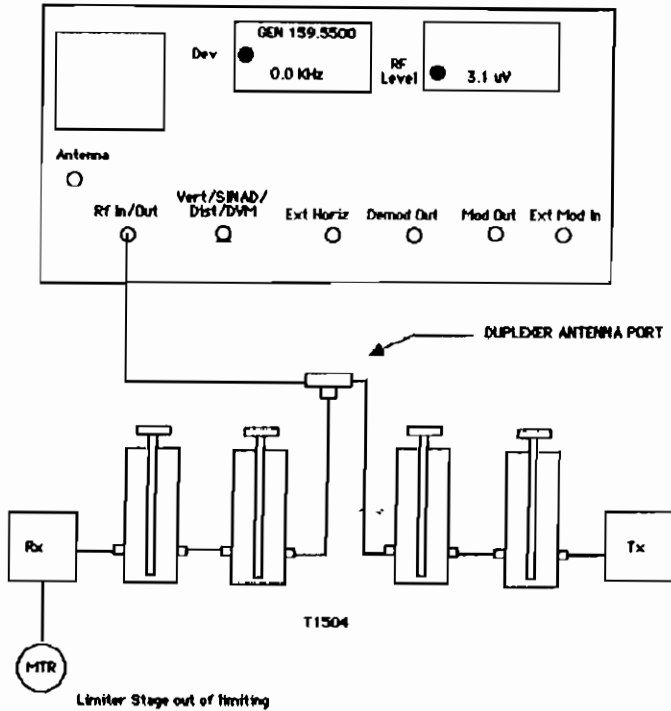 GEN 159.5500
Dev
0.0 KHz
RF
Level
3.1 uV
Antenna
Rf In/Out
Vert/SINAD/
Dist/DVM
Ext Horiz
Demod Out
Mod Out
Ext Mod In
DUPLEXER ANTENNA PORT
Rx
Tx
T1504
MTR
Limiter Stage out of limiting